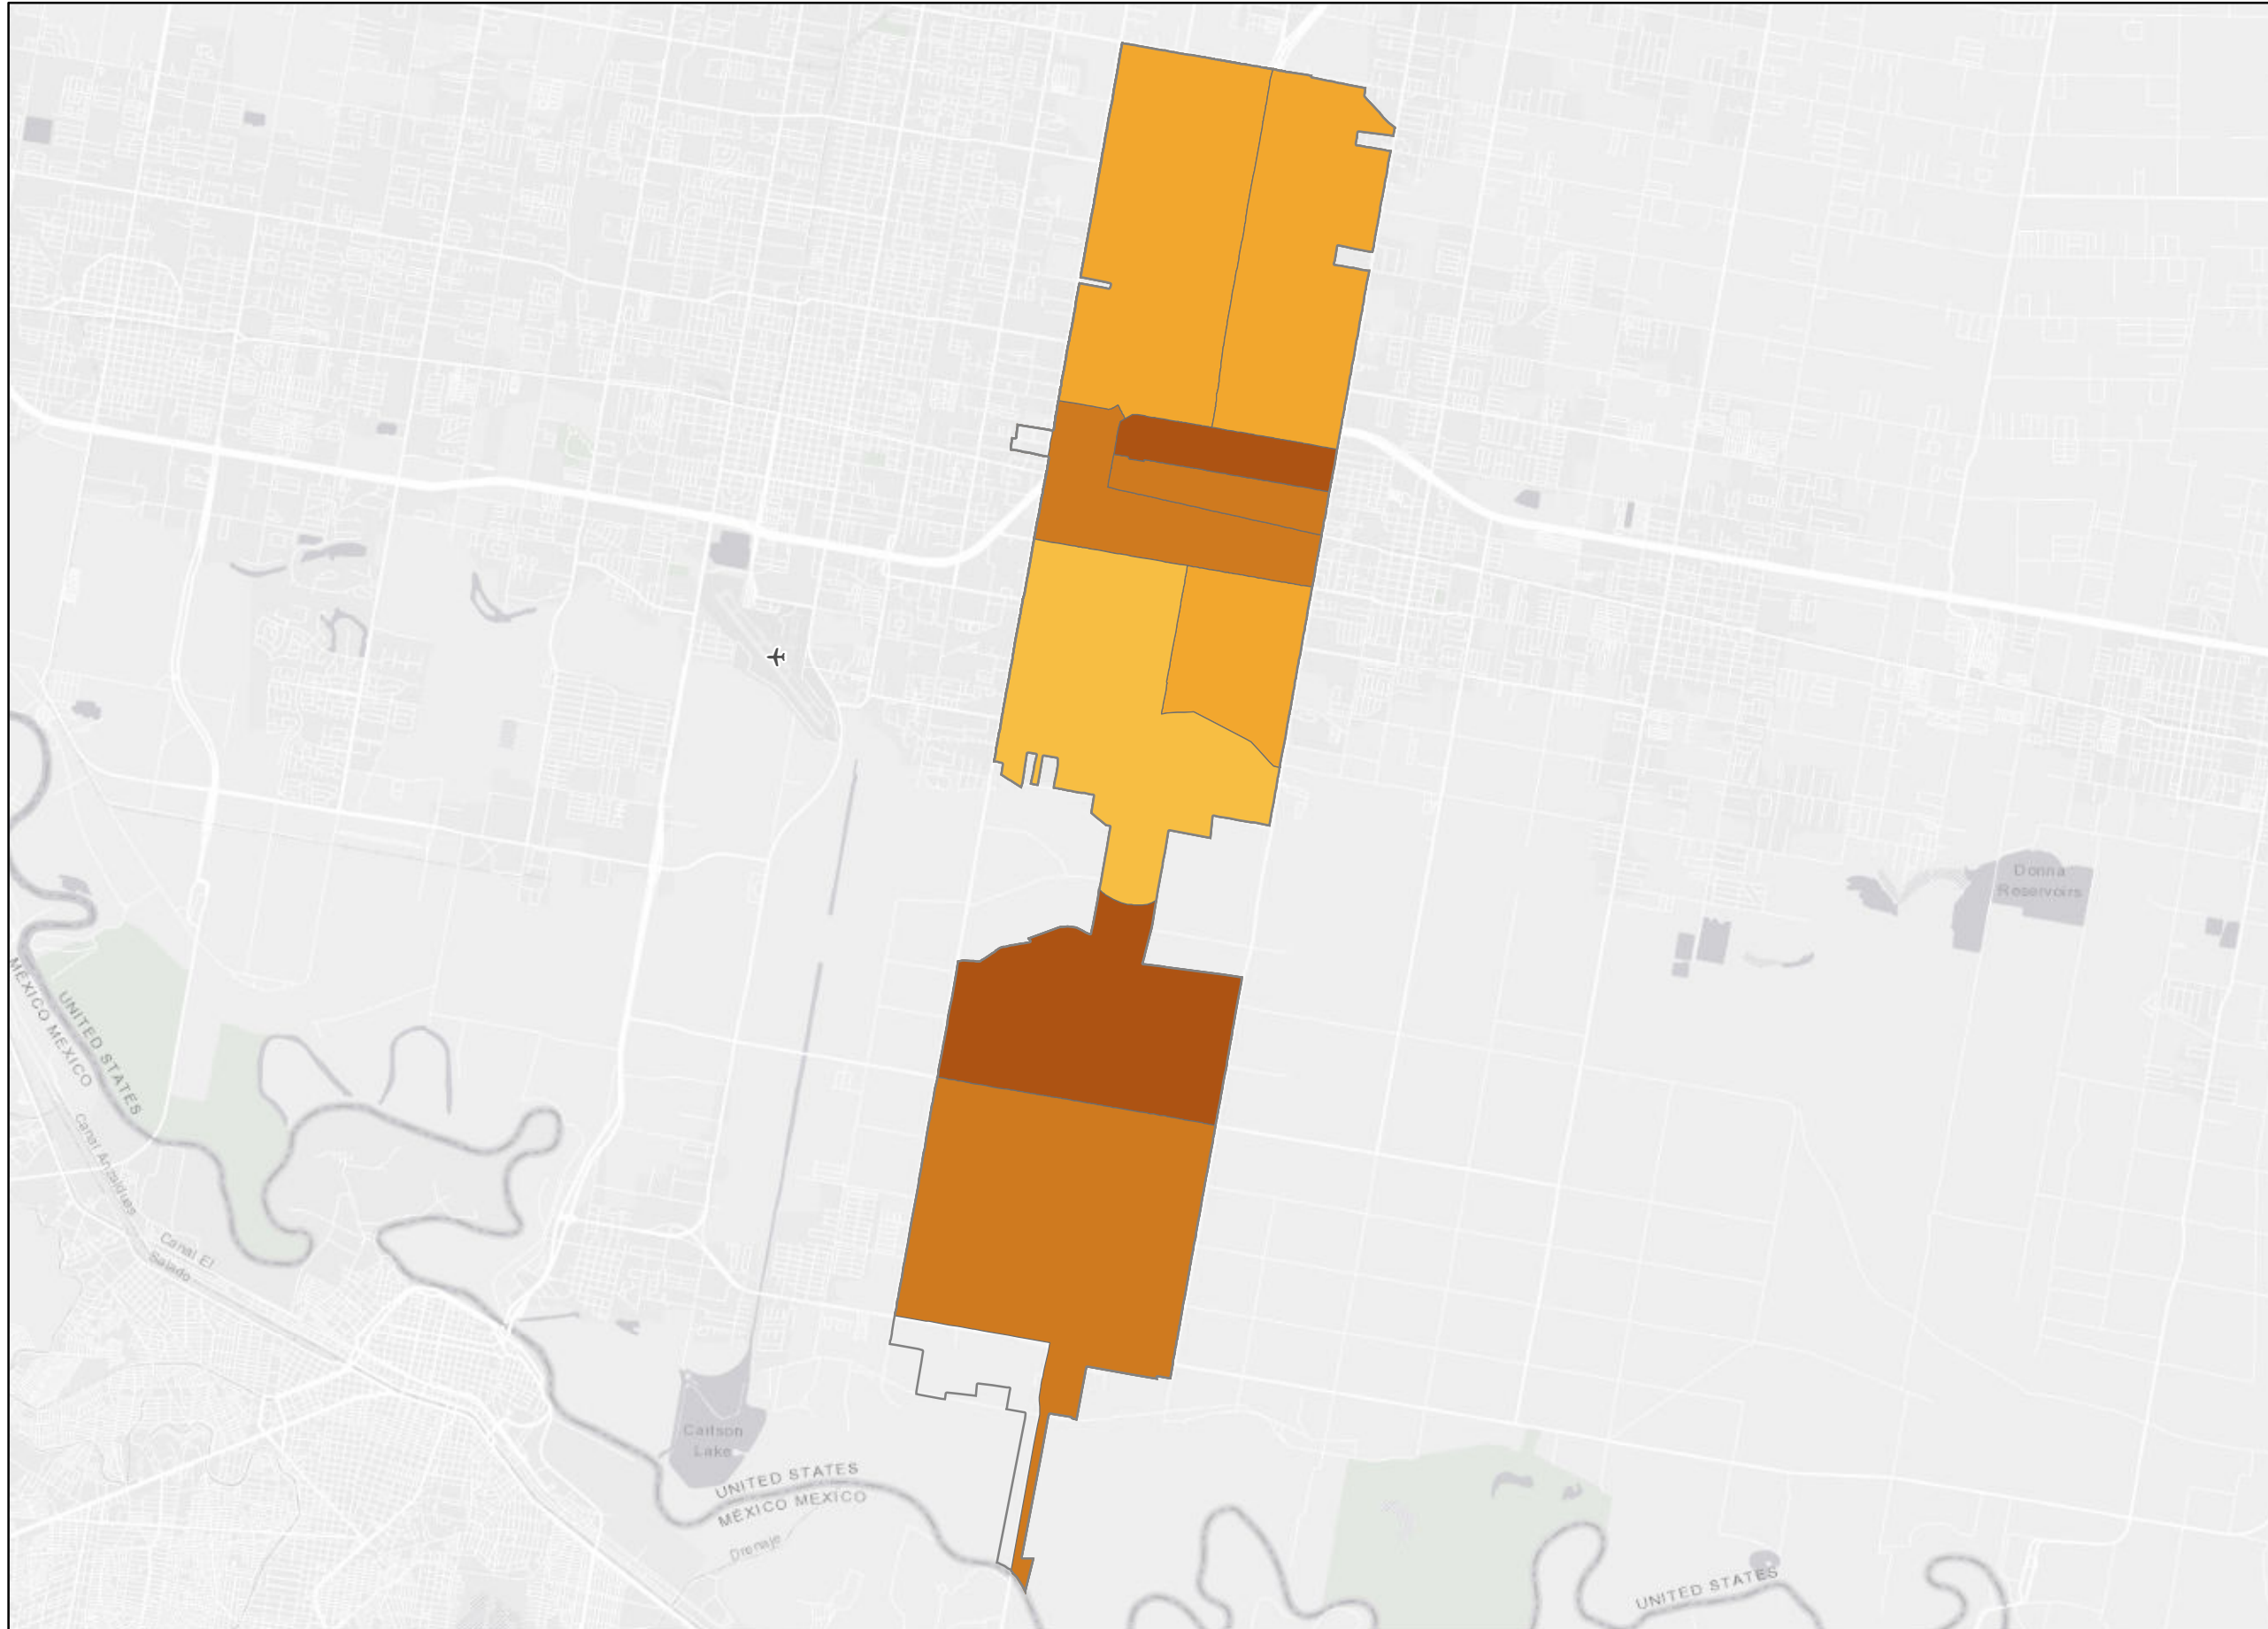 Donna
Reservoirs
UNITED STATES
MEXICO MEXICO
Canal Anzalduas
Canal El
Salado
Carlson
Lake
UNITED STATES
MEXICO MEXICO
Drenaje
UNITED STATES